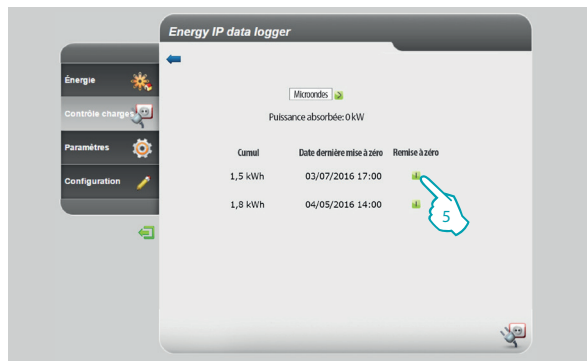 Energy IP data logger
Énergie
Contrôle charges
Paramètres
Configuration
Microondes
Puissance absorbée: 0 kW
Cumul Date dernière mise à zéro Remise à zéro
1,5 kWh 03/07/2016 17:00
1,8 kWh 04/05/2016 14:00
5